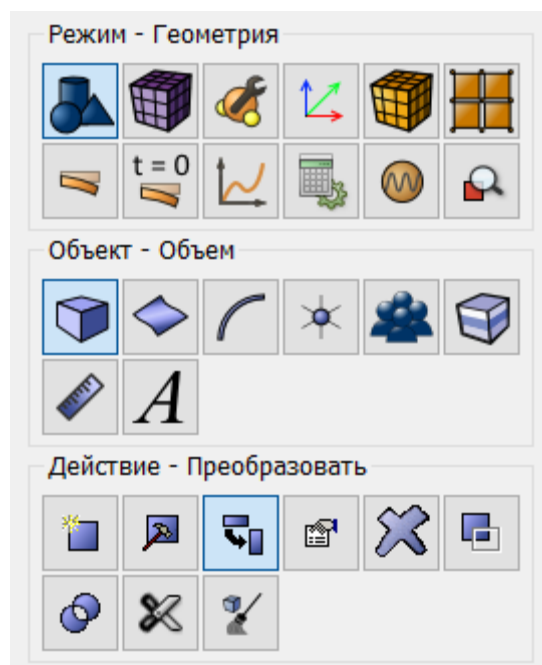 Режим - Геометрия
t = 0
Объект - Объем
A
Действие - Преобразовать